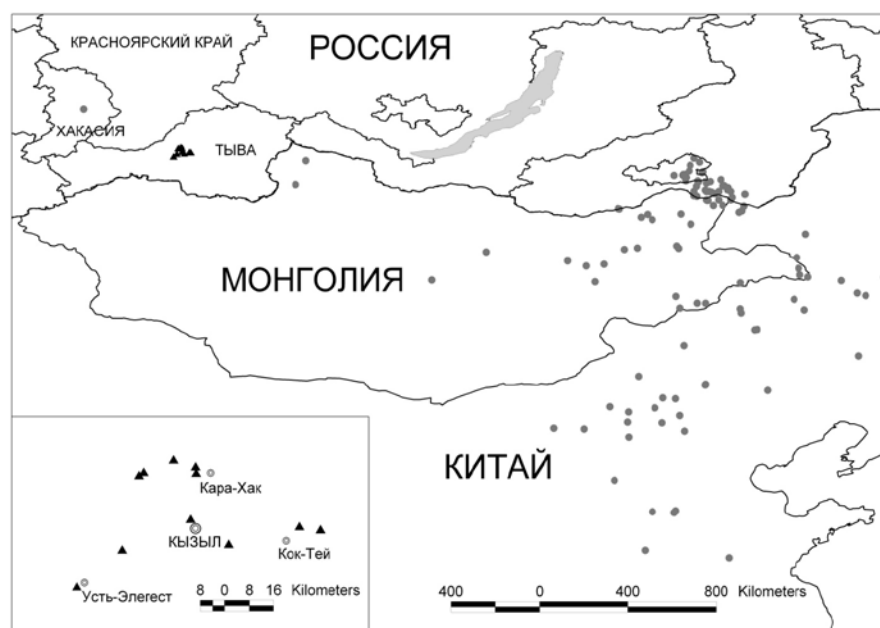 КРАСНОЯРСКИЙ КРАЙ
РОССИЯ
ХАКАСИЯ
ТЫВА
МОНГОЛИЯ
КИТАЙ
Кара-Хак
КЫЗЫЛ
Кок-Тей
Усть-Элегест
8 0 8 16 Kilometers
400 0 400 800 Kilometers